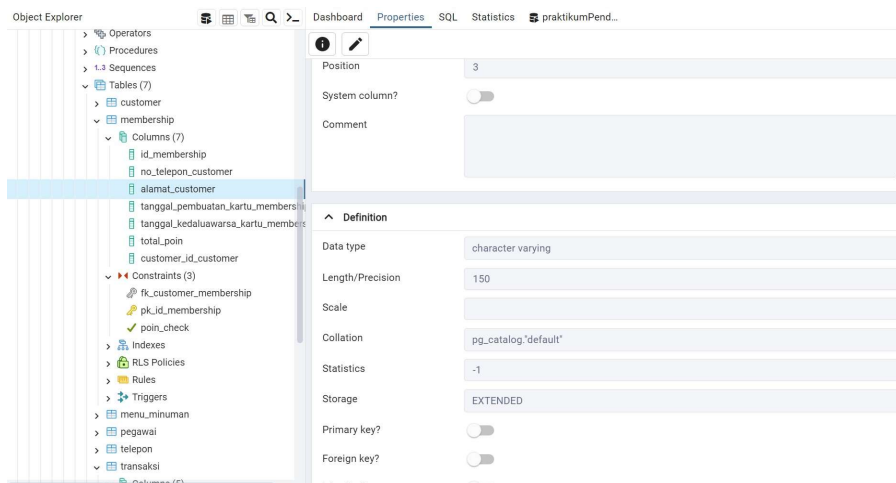 Object Explorer
Dashboard Properties SQL Statistics praktikumPend...
Operators
Procedures
1..3 Sequences
Tables (7)
customer
membership
Columns (7)
id_membership
no_telepon_customer
alamat_customer
tanggal_pembuatan_kartu_membershi
tanggal_kedaluawarsa_kartu_members
total_poin
customer_id_customer
Constraints (3)
fk_customer_membership
pk_id_membership
poin_check
Indexes
RLS Policies
Rules
Triggers
menu_minuman
pegawai
telepon
transaksi
Columns (5)
Position 3
System column?
Comment
Definition
Data type character varying
Length/Precision 150
Scale
Collation pg_catalog."default"
Statistics -1
Storage EXTENDED
Primary key?
Foreign key?